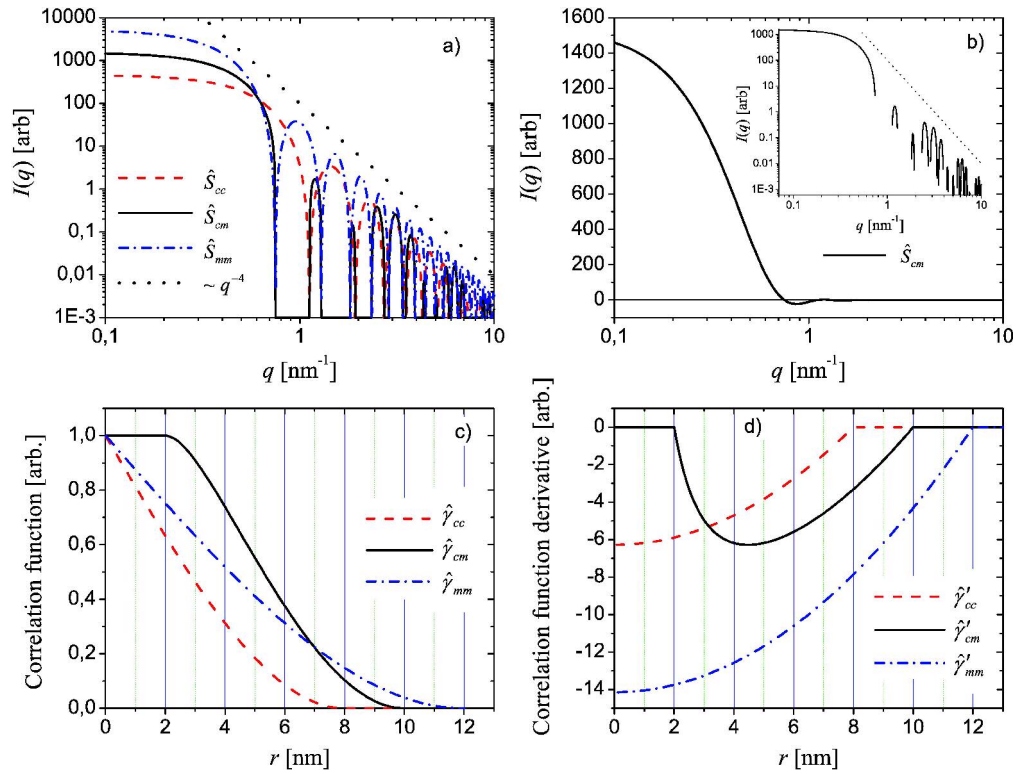 a)
I(q) [arb]
10000
1000
100
10
1
0,1
0,01
1E-3
Ŝcc
Ŝcm
Ŝmm
~ q⁻⁴
0,1
1
10
q [nm⁻¹]
b)
I(q) [arb]
1600
1400
1200
1000
800
600
400
200
0
I(q) [arb]
1000
100
10
1
0.1
0.01
1E-3
0.1
1
10
q [nm⁻¹]
Ŝcm
0,1
1
10
q [nm⁻¹]
c)
Correlation function [arb.]
1,0
0,8
0,6
0,4
0,2
0,0
γ̂cc
γ̂cm
γ̂mm
0
2
4
6
8
10
12
r [nm]
d)
Correlation function derivative [arb.]
0
-2
-4
-6
-8
-10
-12
-14
γ̂'cc
γ̂'cm
γ̂'mm
0
2
4
6
8
10
12
r [nm]